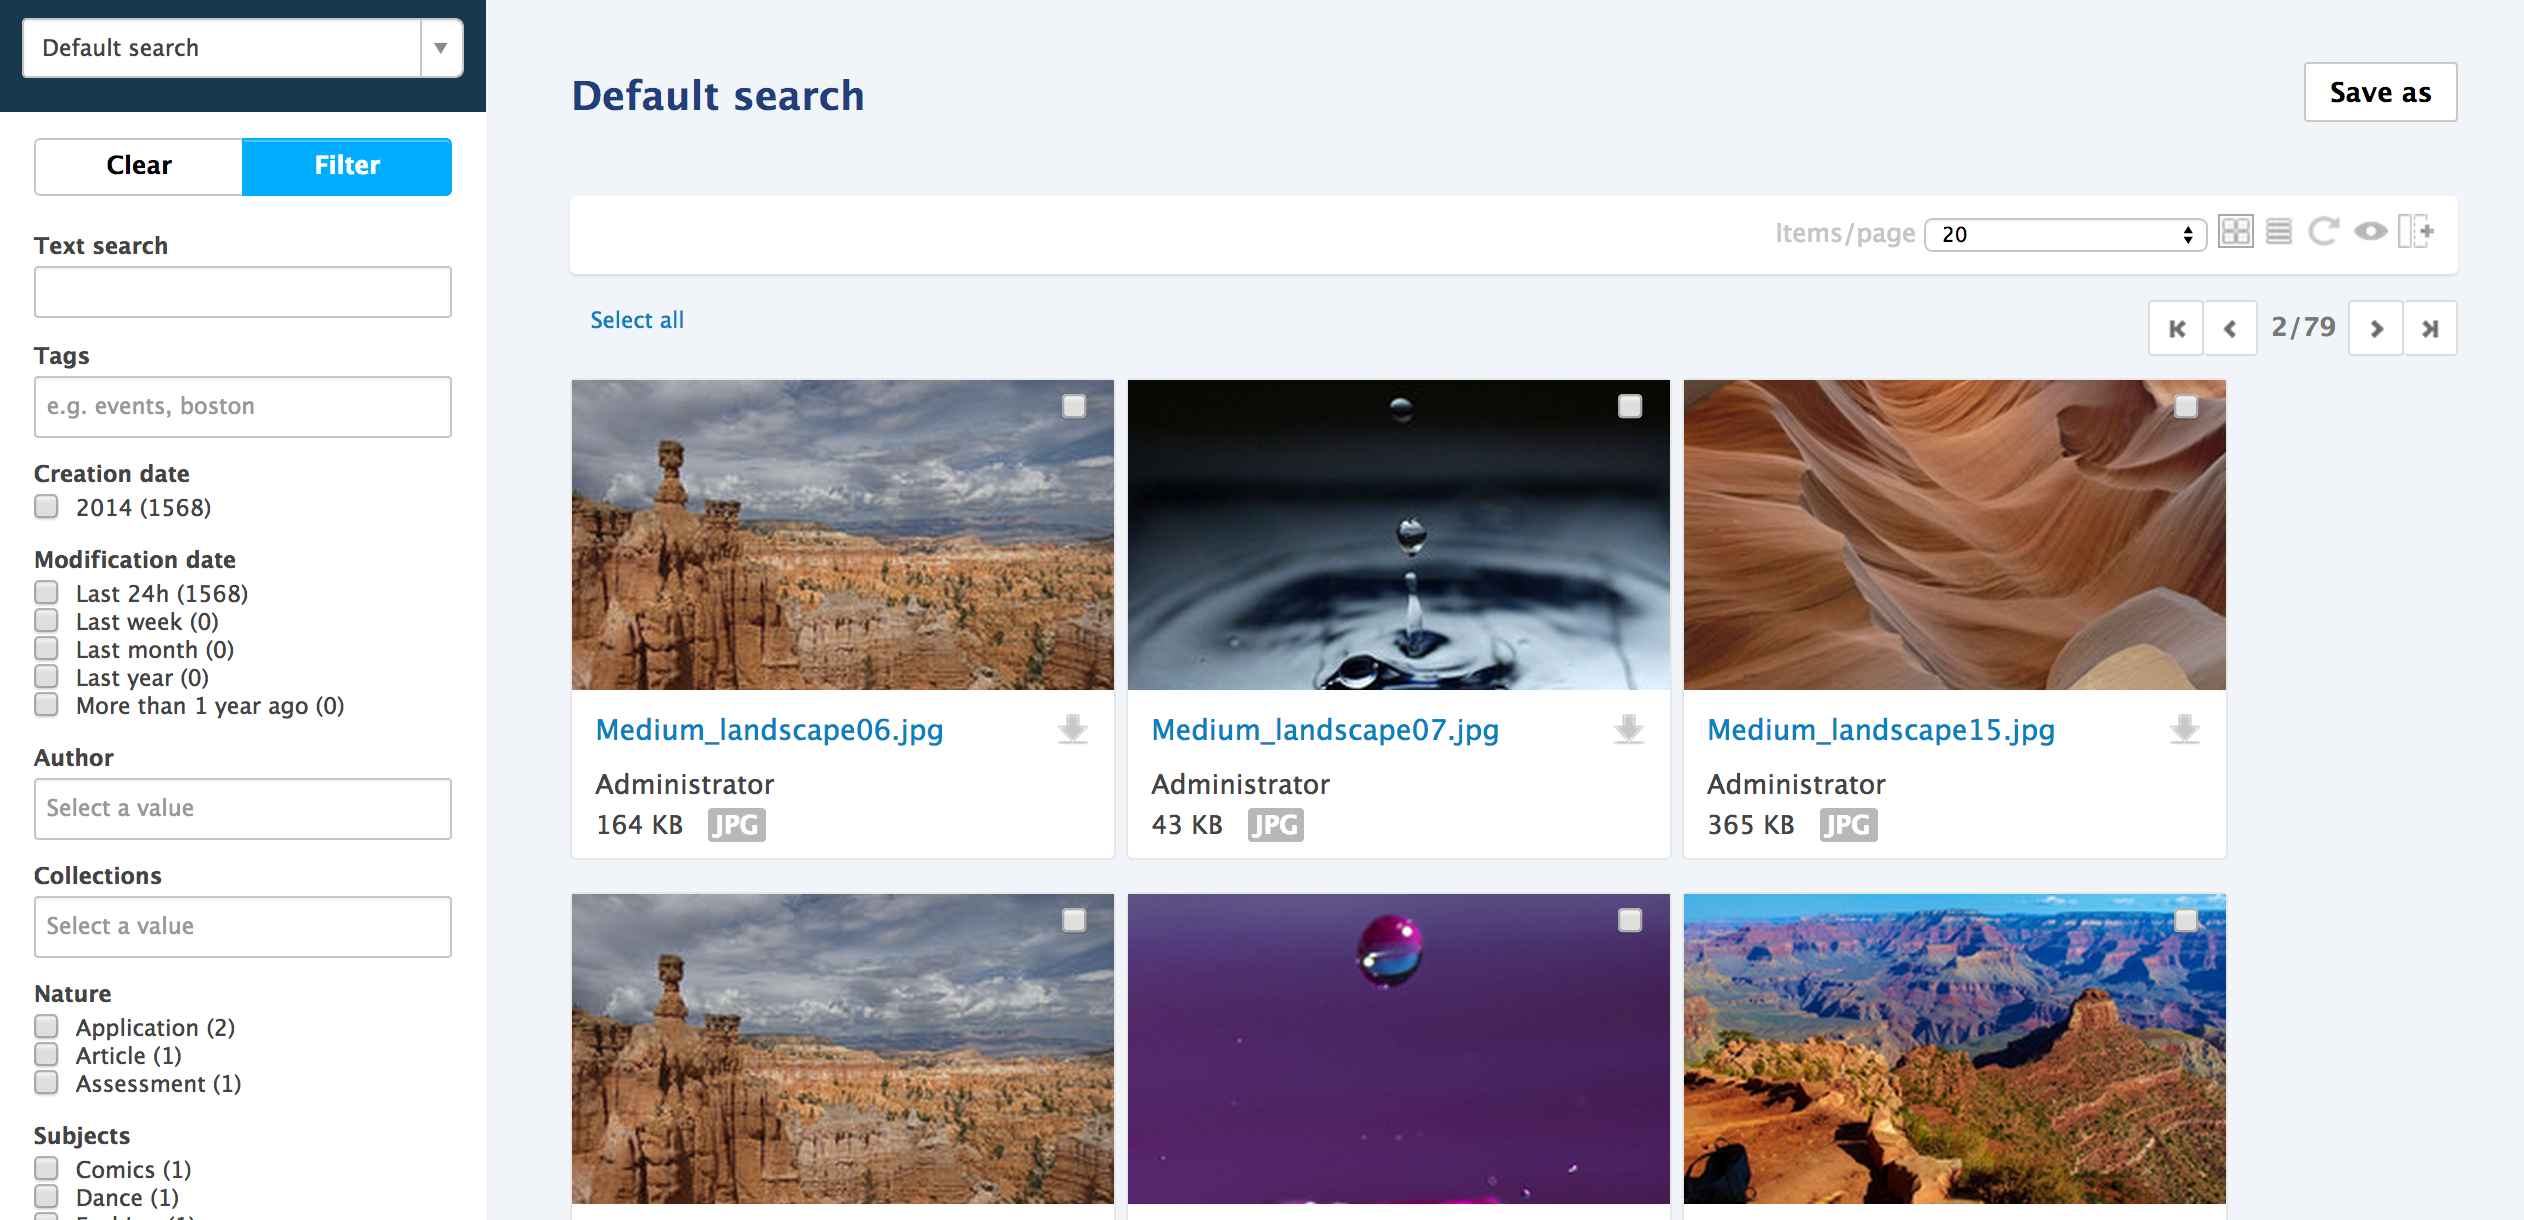 Default search
Clear
Filter
Text search
Tags
e.g. events, boston
Creation date
2014 (1568)
Modification date
Last 24h (1568)
Last week (0)
Last month (0)
Last year (0)
More than 1 year ago (0)
Author
Select a value
Collections
Select a value
Nature
Application (2)
Article (1)
Assessment (1)
Subjects
Comics (1)
Dance (1)
Default search
Save as
Items/page 20
Select all
2/79
Medium_landscape06.jpg
Administrator
164 KB JPG
Medium_landscape07.jpg
Administrator
43 KB JPG
Medium_landscape15.jpg
Administrator
365 KB JPG